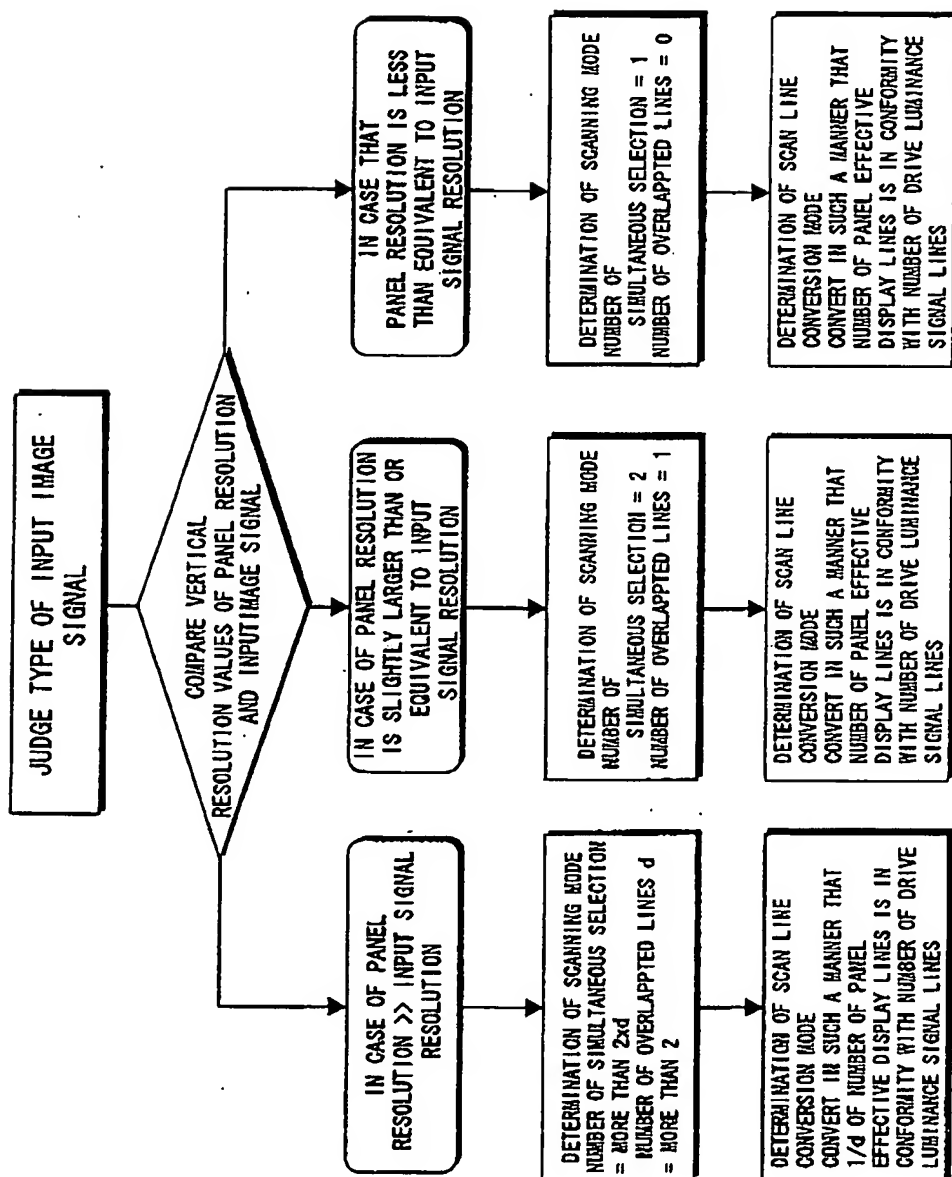 JUDGE TYPE OF INPUT IMAGE
SIGNAL
COMPARE VERTICAL
RESOLUTION VALUES OF PANEL RESOLUTION
AND INPUTIMAGE SIGNAL
IN CASE OF PANEL
RESOLUTION >> INPUT SIGNAL
RESOLUTION
IN CASE OF PANEL RESOLUTION
IS SLIGHTLY LARGER THAN OR
EQUIVALENT TO INPUT
SIGNAL RESOLUTION
IN CASE THAT
PANEL RESOLUTION IS LESS
THAN EQUIVALENT TO INPUT
SIGNAL RESOLUTION
DETERMINATION OF SCANNING MODE
NUMBER OF SIMULTANEOUS SELECTION
= MORE THAN 2xd
NUMBER OF OVERLAPPTED LINES d
= MORE THAN 2
DETERMINATION OF SCANNING MODE
NUMBER OF
SIMULTANEOUS SELECTION = 2
NUMBER OF OVERLAPPTED LINES = 1
DETERMINATION OF SCANNING MODE
NUMBER OF
SIMULTANEOUS SELECTION = 1
NUMBER OF OVERLAPPTED LINES = 0
DETERMINATION OF SCAN LINE
CONVERSION MODE
CONVERT IN SUCH A MANNER THAT
1/d OF NUMBER OF PANEL
EFFECTIVE DISPLAY LINES IS IN
CONFORMITY WITH NUMBER OF DRIVE
LUMINANCE SIGNAL LINES
DETERMINATION OF SCAN LINE
CONVERSION MODE
CONVERT IN SUCH A MANNER THAT
NUMBER OF PANEL EFFECTIVE
DISPLAY LINES IS IN CONFORMITY
WITH NUMBER OF DRIVE LUMINANCE
SIGNAL LINES
DETERMINATION OF SCAN LINE
CONVERSION MODE
CONVERT IN SUCH A MANNER THAT
NUMBER OF PANEL EFFECTIVE
DISPLAY LINES IS IN CONFORMITY
WITH NUMBER OF DRIVE LUMINANCE
SIGNAL LINES